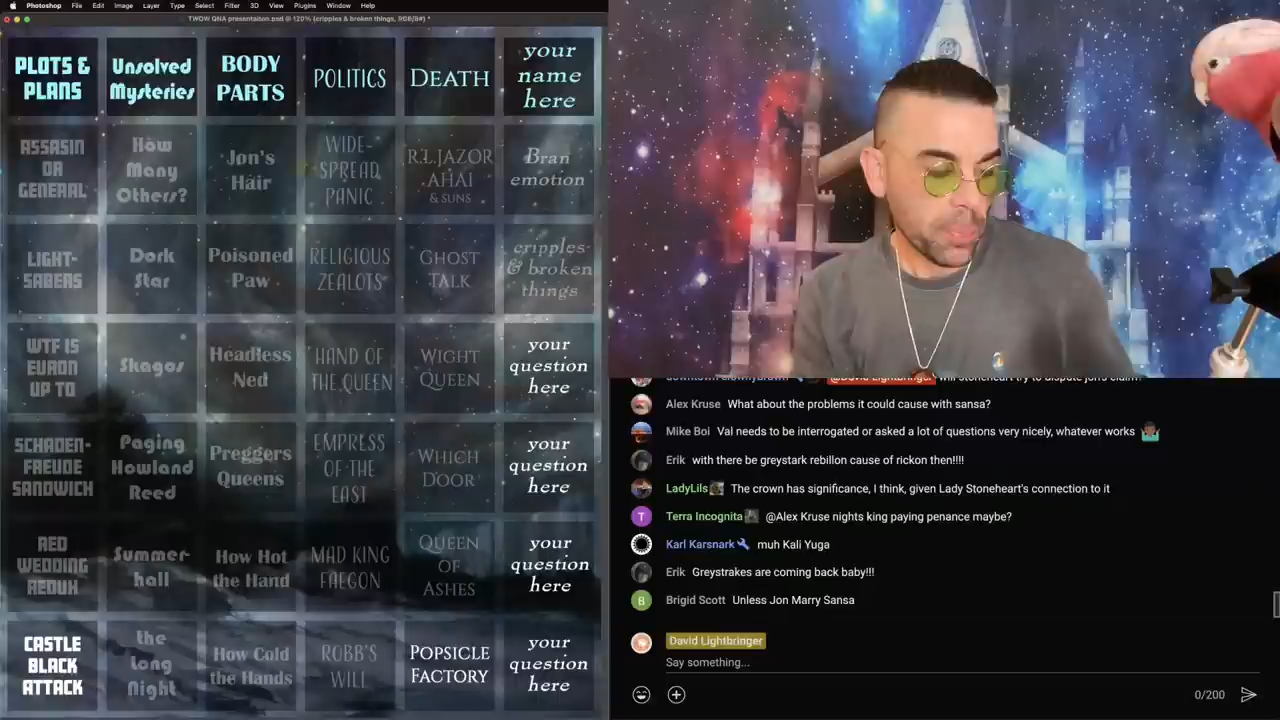 Photoshop File Edit Image Layer Type Select Filter 3D View Plugins Window Help
TWOW QNA presentaiton.psd @ 120% (cripples & broken things, RGB/8#) *
PLOTS &
PLANS
Unsolved
Mysteries
BODY
PARTS
POLITICS
DEATH
your
name
here
ASSASIN
OR
GENERAL
How
Many
Others?
Jon's
Hair
WIDE-
SPREAD
PANIC
R.L.JAZOR
AHAI
& SUNS
Bran
emotion
LIGHT-
SABERS
Dork
Star
Poisoned
Paw
RELIGIOUS
ZEALOTS
GHOST
TALK
cripples
& broken
things
WTF IS
EURON
UP TO
Skagos
Headless
Ned
HAND OF
THE QUEEN
WIGHT
QUEEN
your
question
here
SCHADEN-
FREUDE
SANDWICH
Paging
Howland
Reed
Preggers
Queens
EMPRESS
OF THE
EAST
WHICH
DOOR
your
question
here
RED
WEDDING
REDUX
Summer-
hall
How Hot
the Hand
MAD KING
FAEGON
QUEEN
OF
ASHES
your
question
here
CASTLE
BLACK
ATTACK
the
Long
Night
How Cold
the Hands
ROBB'S
WILL
POPSICLE
FACTORY
your
question
here
@David Lightbringer will stoneheart try to dispute jon's claim?
Alex Kruse What about the problems it could cause with sansa?
Mike Boi Val needs to be interrogated or asked a lot of questions very nicely, whatever works
Erik with there be greystark rebillon cause of rickon then!!!!
LadyLils The crown has significance, I think, given Lady Stoneheart's connection to it
T Terra Incognita @Alex Kruse nights king paying penance maybe?
Karl Karsnark muh Kali Yuga
Erik Greystrakes are coming back baby!!!
B Brigid Scott Unless Jon Marry Sansa
David Lightbringer
Say something...
0/200